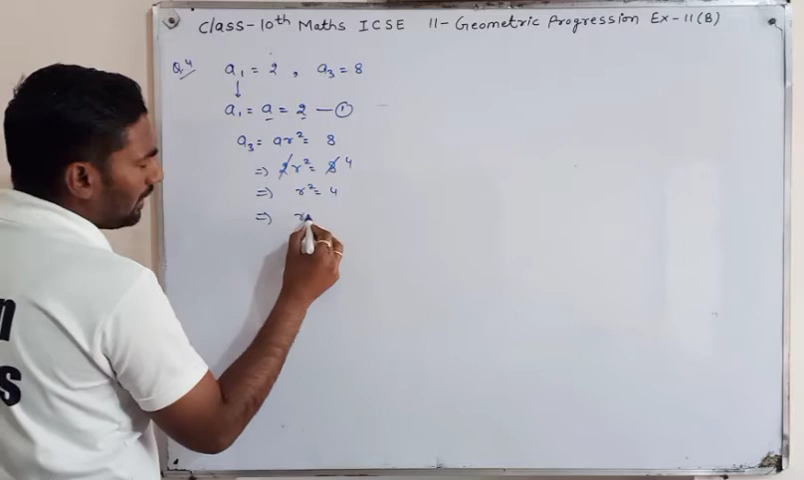 Class-10th Maths ICSE 11-Geometric Progression Ex-11(B)
Q.4 a₁ = 2 , a₃ = 8
↓
a₁ = a = 2 — ①
a₃ = ar² = 8
⇒ 2r² = 8 4
⇒ r² = 4
⇒ r
n
s